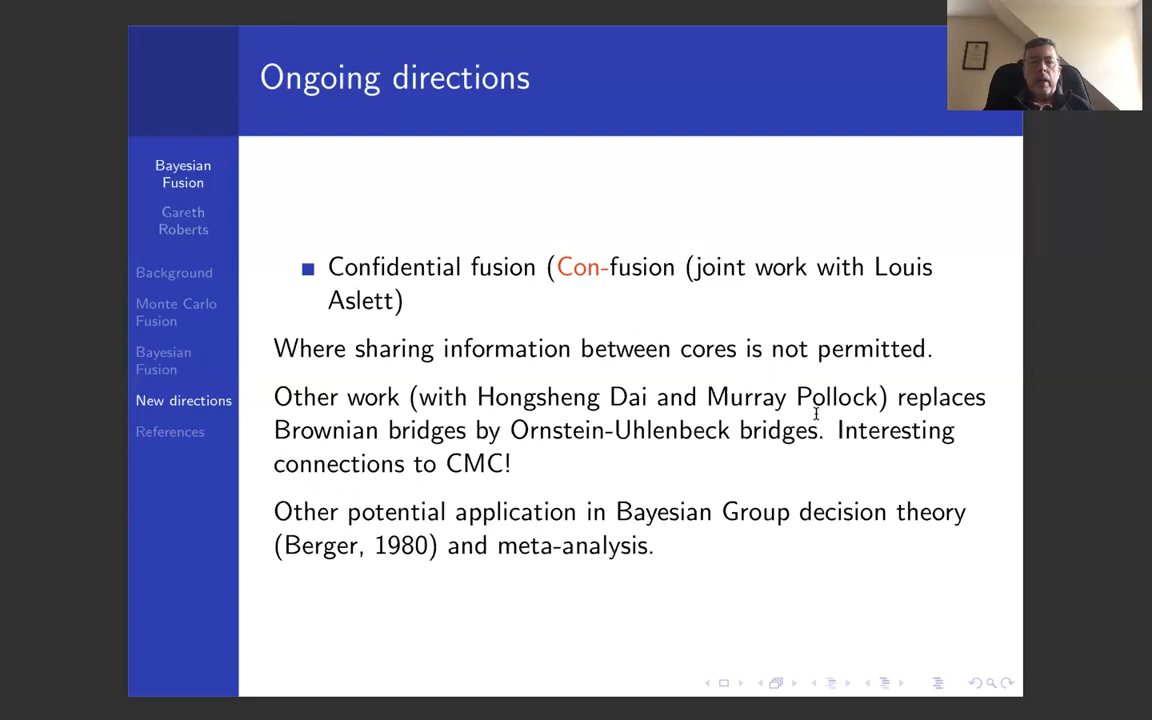 Ongoing directions
Bayesian
Fusion
Gareth
Roberts
Background
Monte Carlo
Fusion
Bayesian
Fusion
New directions
References
Confidential fusion (Con-fusion (joint work with Louis
Aslett)
Where sharing information between cores is not permitted.
Other work (with Hongsheng Dai and Murray Pollock) replaces
Brownian bridges by Ornstein-Uhlenbeck bridges. Interesting
connections to CMC!
Other potential application in Bayesian Group decision theory
(Berger, 1980) and meta-analysis.